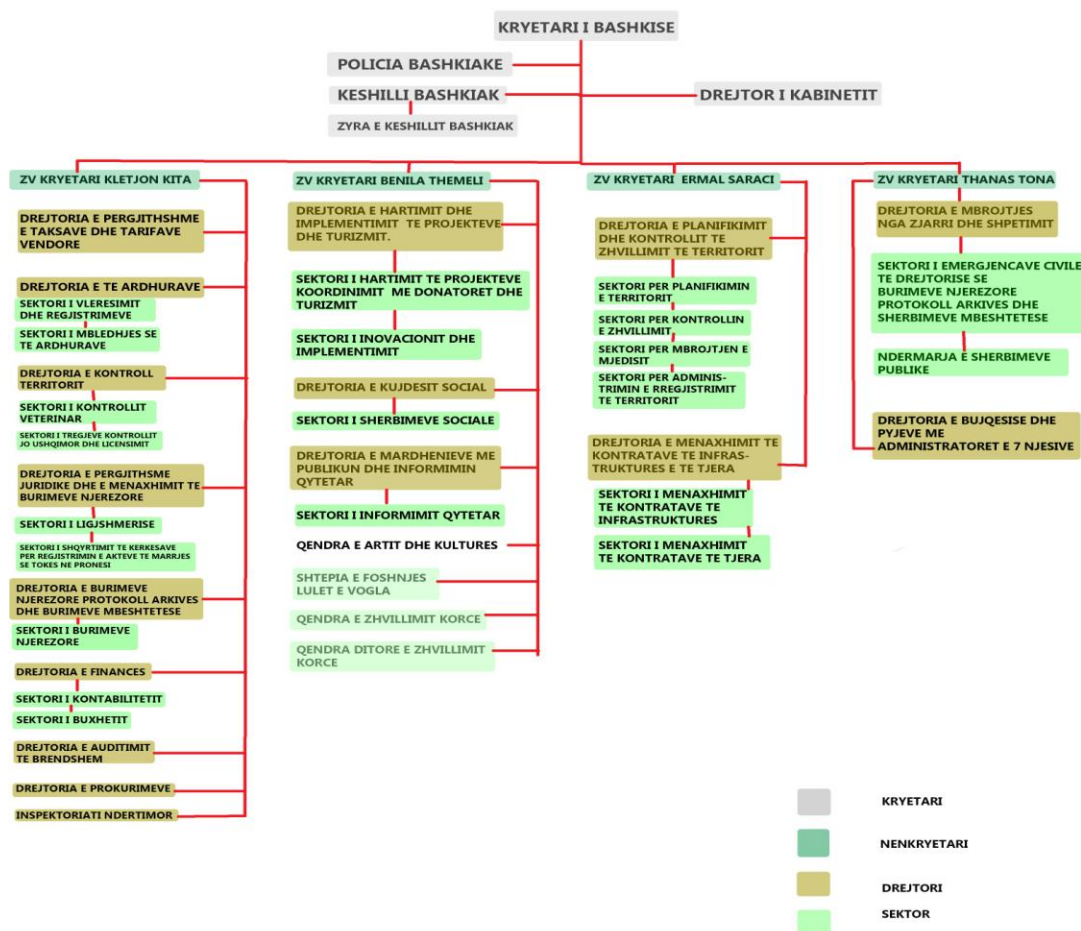 KRYETARI I BASHKISE
POLICIA BASHKIAKE
KESHILLI BASHKIAK
DREJTOR I KABINETIT
ZYRA E KESHILLIT BASHKIAK
ZV KRYETARI KLETJON KITA
DREJTORIA E PERGJITHSHME
E TAKSAVE DHE TARIFAVE
VENDORE
DREJTORIA E TE ARDHURAVE
SEKTORI I VLERESIMIT
DHE REGJISTRIMEVE
SEKTORI I MBLEDHJES SE
TE ARDHURAVE
DREJTORIA E KONTROLL
TERRITORIT
SEKTORI I KONTROLLIT
VETERINAR
SEKTORI I TREGJEVE KONTROLLIT
JO USHQIMOR DHE LICENSIMIT
DREJTORIA E PERGJITHSME
JURIDIKE DHE E MENAXHIMIT TE
BURIMEVE NJEREZORE
SEKTORI I LIGJSHMERISE
SEKTORI I SHQYRTIMIT TE KERKESAVE
PER REGJISTRIMIN E AKTEVE TE MARRJES
SE TOKES NE PRONESI
DREJTORIA E BURIMEVE
NJEREZORE PROTOKOLL ARKIVES
DHE BURIMEVE MBESHTETESE
SEKTORI I BURIMEVE
NJEREZORE
DREJTORIA E FINANCES
SEKTORI I KONTABILITETIT
SEKTORI I BUXHETIT
DREJTORIA E AUDITIMIT
TE BRENDSHEM
DREJTORIA E PROKURIMEVE
INSPEKTORIATI NDERTIMOR
ZV KRYETARI BENILA THEMELI
DREJTORIA E HARTIMIT DHE
IMPLEMENTIMIT TE PROJEKTEVE
DHE TURIZMIT.
SEKTORI I HARTIMIT TE PROJEKTEVE
KOORDINIMIT ME DONATORET DHE
TURIZMIT
SEKTORI I INOVACIONIT DHE
IMPLEMENTIMIT
DREJTORIA E KUJDESIT SOCIAL
SEKTORI I SHERBIMEVE SOCIALE
DREJTORIA E MARDHENIEVE ME
PUBLIKUN DHE INFORMIMIN
QYTETAR
SEKTORI I INFORMIMIT QYTETAR
QENDRA E ARTIT DHE KULTURES
SHTEPIA E FOSHNJES
LULET E VOGLA
QENDRA E ZHVILLIMIT KORCE
QENDRA DITORE E ZHVILLIMIT
KORCE
ZV KRYETARI ERMAL SARACI
DREJTORIA E PLANIFIKIMIT
DHE KONTROLLIT TE
ZHVILLIMIT TE TERRITORIT
SEKTORI PER PLANIFIKIMIN
E TERRITORIT
SEKTORI PER KONTROLLIN
E ZHVILLIMIT
SEKTORI PER MBROJTJEN E
MJEDISIT
SEKTORI PER ADMINIS-
TRIMIN E RREGJISTRIMIT
TE TERRITORIT
DREJTORIA E MENAXHIMIT TE
KONTRATAVE TE INFRAS-
TRUKTURES E TE TJERA
SEKTORI I MENAXHIMIT
TE KONTRATAVE TE
INFRASTRUKTURES
SEKTORI I MENAXHIMIT
TE KONTRATAVE TE TJERA
ZV KRYETARI THANAS TONA
DREJTORIA E MBROJTJES
NGA ZJARRI DHE SHPETIMIT
SEKTORI I EMERGJENCAVE CIVILE
TE DREJTORISE SE
BURIMEVE NJEREZORE
PROTOKOLL ARKIVES DHE
SHERBIMEVE MBESHTETESE
NDERMARJA E SHERBIMEVE
PUBLIKE
DREJTORIA E BUJQESISE DHE
PYJEVE ME
ADMINISTRATORET E 7 NJESIVE
KRYETARI
NENKRYETARI
DREJTORI
SEKTOR